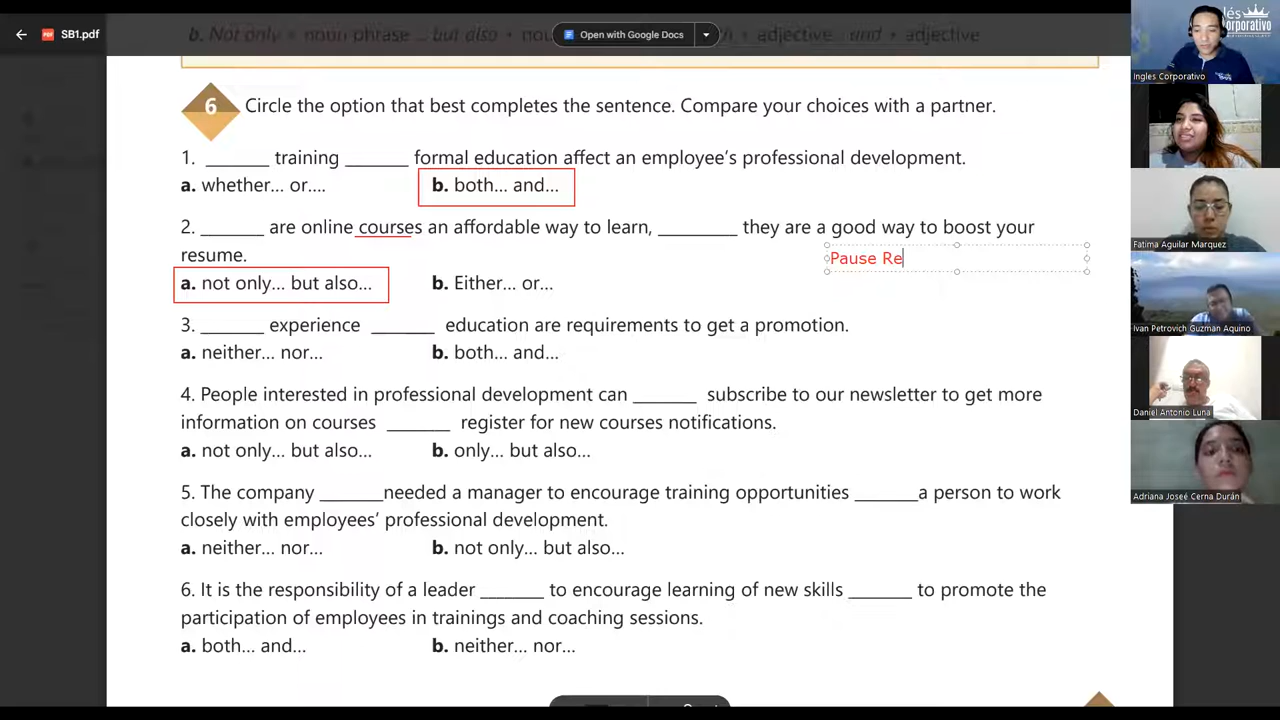 SB1.pdf
Open with Google Docs
b. Not only + noun phrase ... but also + nou
+ adjective ... and + adjective
6 Circle the option that best completes the sentence. Compare your choices with a partner.
1. _______ training _______ formal education affect an employee's professional development.
a. whether... or.... b. both... and...
2. _______ are online courses an affordable way to learn, _________ they are a good way to boost your
resume.
Pause Re
a. not only... but also... b. Either... or...
3. _______ experience _______ education are requirements to get a promotion.
a. neither... nor... b. both... and...
4. People interested in professional development can _______ subscribe to our newsletter to get more
information on courses _______ register for new courses notifications.
a. not only... but also... b. only... but also...
5. The company _______needed a manager to encourage training opportunities _______a person to work
closely with employees' professional development.
a. neither... nor... b. not only... but also...
6. It is the responsibility of a leader _______ to encourage learning of new skills _______ to promote the
participation of employees in trainings and coaching sessions.
a. both... and... b. neither... nor...
lés
orporativo
Ingles Corporativo
Fatima Aguilar Marquez
Ivan Petrovich Guzman Aquino
Daniel Antonio Luna
Adriana Joseé Cerna Durán